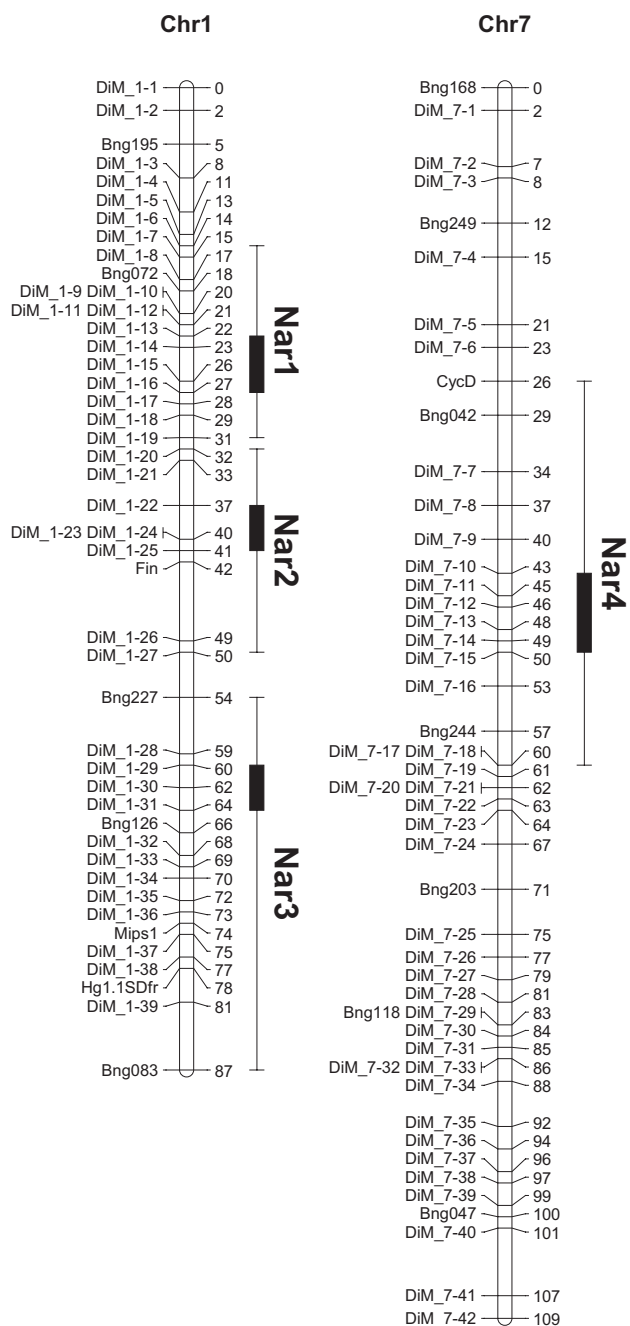 Chr1
DiM_1-1 0
DiM_1-2 2
Bng195 5
DiM_1-3 8
DiM_1-4 11
DiM_1-5 13
DiM_1-6 14
DiM_1-7 15
DiM_1-8 17
Bng072 18
DiM_1-9 DiM_1-10 20
DiM_1-11 DiM_1-12 21
DiM_1-13 22
DiM_1-14 23
DiM_1-15 26
DiM_1-16 27
DiM_1-17 28
DiM_1-18 29
DiM_1-19 31
DiM_1-20 32
DiM_1-21 33
DiM_1-22 37
DiM_1-23 DiM_1-24 40
DiM_1-25 41
Fin 42
DiM_1-26 49
DiM_1-27 50
Bng227 54
DiM_1-28 59
DiM_1-29 60
DiM_1-30 62
DiM_1-31 64
Bng126 66
DiM_1-32 68
DiM_1-33 69
DiM_1-34 70
DiM_1-35 72
DiM_1-36 73
Mips1 74
DiM_1-37 75
DiM_1-38 77
Hg1.1SDfr 78
DiM_1-39 81
Bng083 87
Nar1
Nar2
Nar3
Chr7
Bng168 0
DiM_7-1 2
DiM_7-2 7
DiM_7-3 8
Bng249 12
DiM_7-4 15
DiM_7-5 21
DiM_7-6 23
CycD 26
Bng042 29
DiM_7-7 34
DiM_7-8 37
DiM_7-9 40
DiM_7-10 43
DiM_7-11 45
DiM_7-12 46
DiM_7-13 48
DiM_7-14 49
DiM_7-15 50
DiM_7-16 53
Bng244 57
DiM_7-17 DiM_7-18 60
DiM_7-19 61
DiM_7-20 DiM_7-21 62
DiM_7-22 63
DiM_7-23 64
DiM_7-24 67
Bng203 71
DiM_7-25 75
DiM_7-26 77
DiM_7-27 79
DiM_7-28 81
Bng118 DiM_7-29 83
DiM_7-30 84
DiM_7-31 85
DiM_7-32 DiM_7-33 86
DiM_7-34 88
DiM_7-35 92
DiM_7-36 94
DiM_7-37 96
DiM_7-38 97
DiM_7-39 99
Bng047 100
DiM_7-40 101
DiM_7-41 107
DiM_7-42 109
Nar4